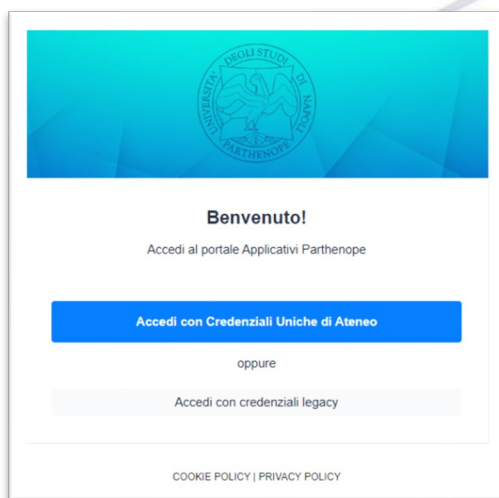 UNIVERSITA' DEGLI STUDI DI NAPOLI
PARTHENOPE
Benvenuto!
Accedi al portale Applicativi Parthenope
Accedi con Credenziali Uniche di Ateneo
oppure
Accedi con credenziali legacy
COOKIE POLICY | PRIVACY POLICY